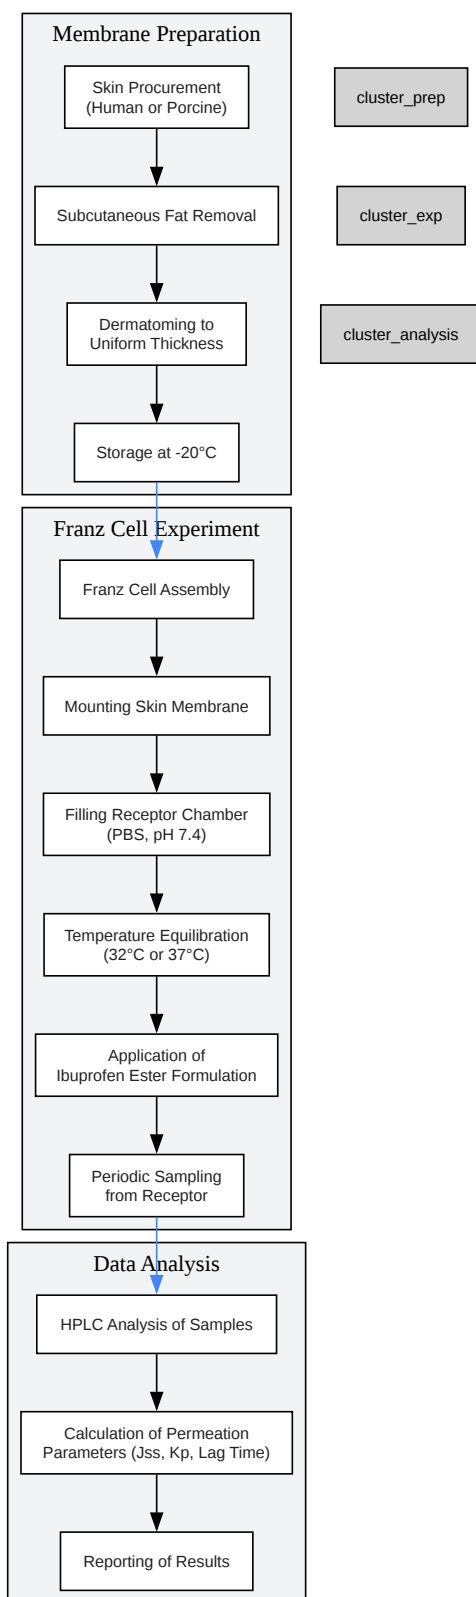 Membrane Preparation
Skin Procurement
(Human or Porcine)
cluster_prep
Subcutaneous Fat Removal
cluster_exp
Dermatoming to
Uniform Thickness
cluster_analysis
Storage at -20°C
Franz Cell Experiment
Franz Cell Assembly
Mounting Skin Membrane
Filling Receptor Chamber
(PBS, pH 7.4)
Temperature Equilibration
(32°C or 37°C)
Application of
Ibuprofen Ester Formulation
Periodic Sampling
from Receptor
Data Analysis
HPLC Analysis of Samples
Calculation of Permeation
Parameters (Jss, Kp, Lag Time)
Reporting of Results